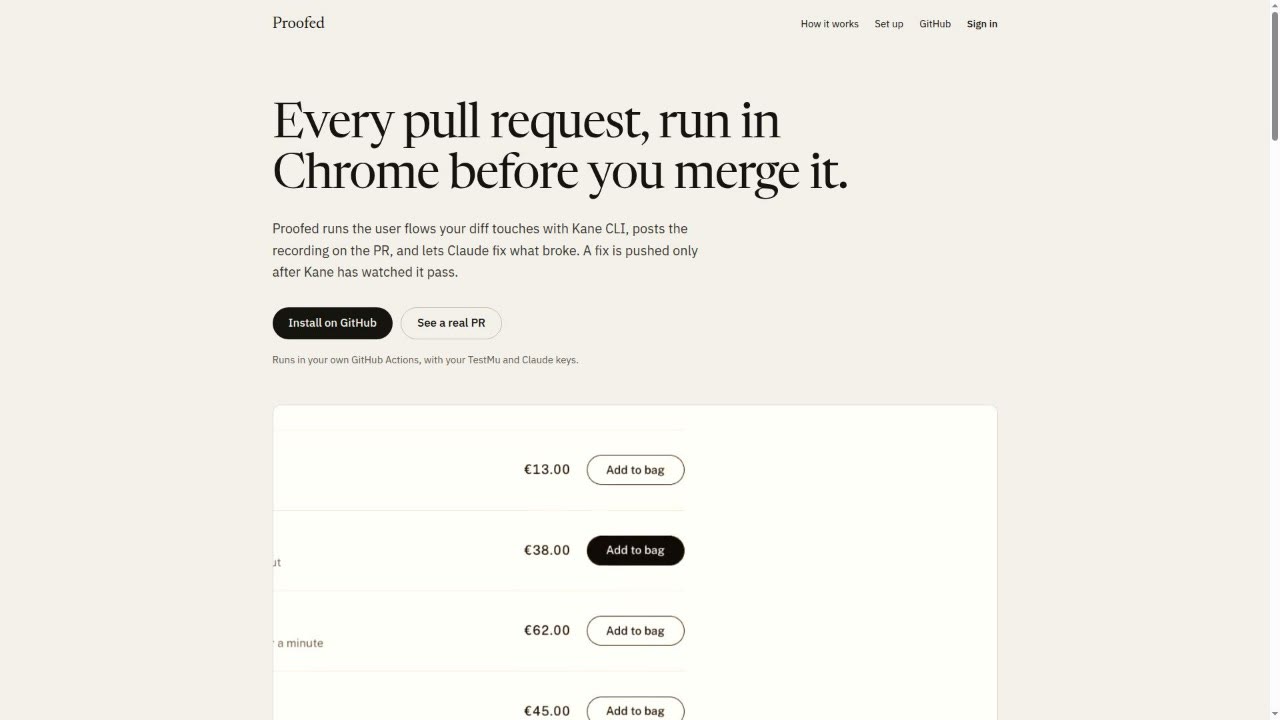 Proofed
How it works
Set up
GitHub
Sign in
Every pull request, run in
Chrome before you merge it.
Proofed runs the user flows your diff touches with Kane CLI, posts the
recording on the PR, and lets Claude fix what broke. A fix is pushed only
after Kane has watched it pass.
Install on GitHub
See a real PR
Runs in your own GitHub Actions, with your TestMu and Claude keys.
€13.00 Add to bag
€38.00 Add to bag
€62.00 Add to bag
a minute
€45.00 Add to bag